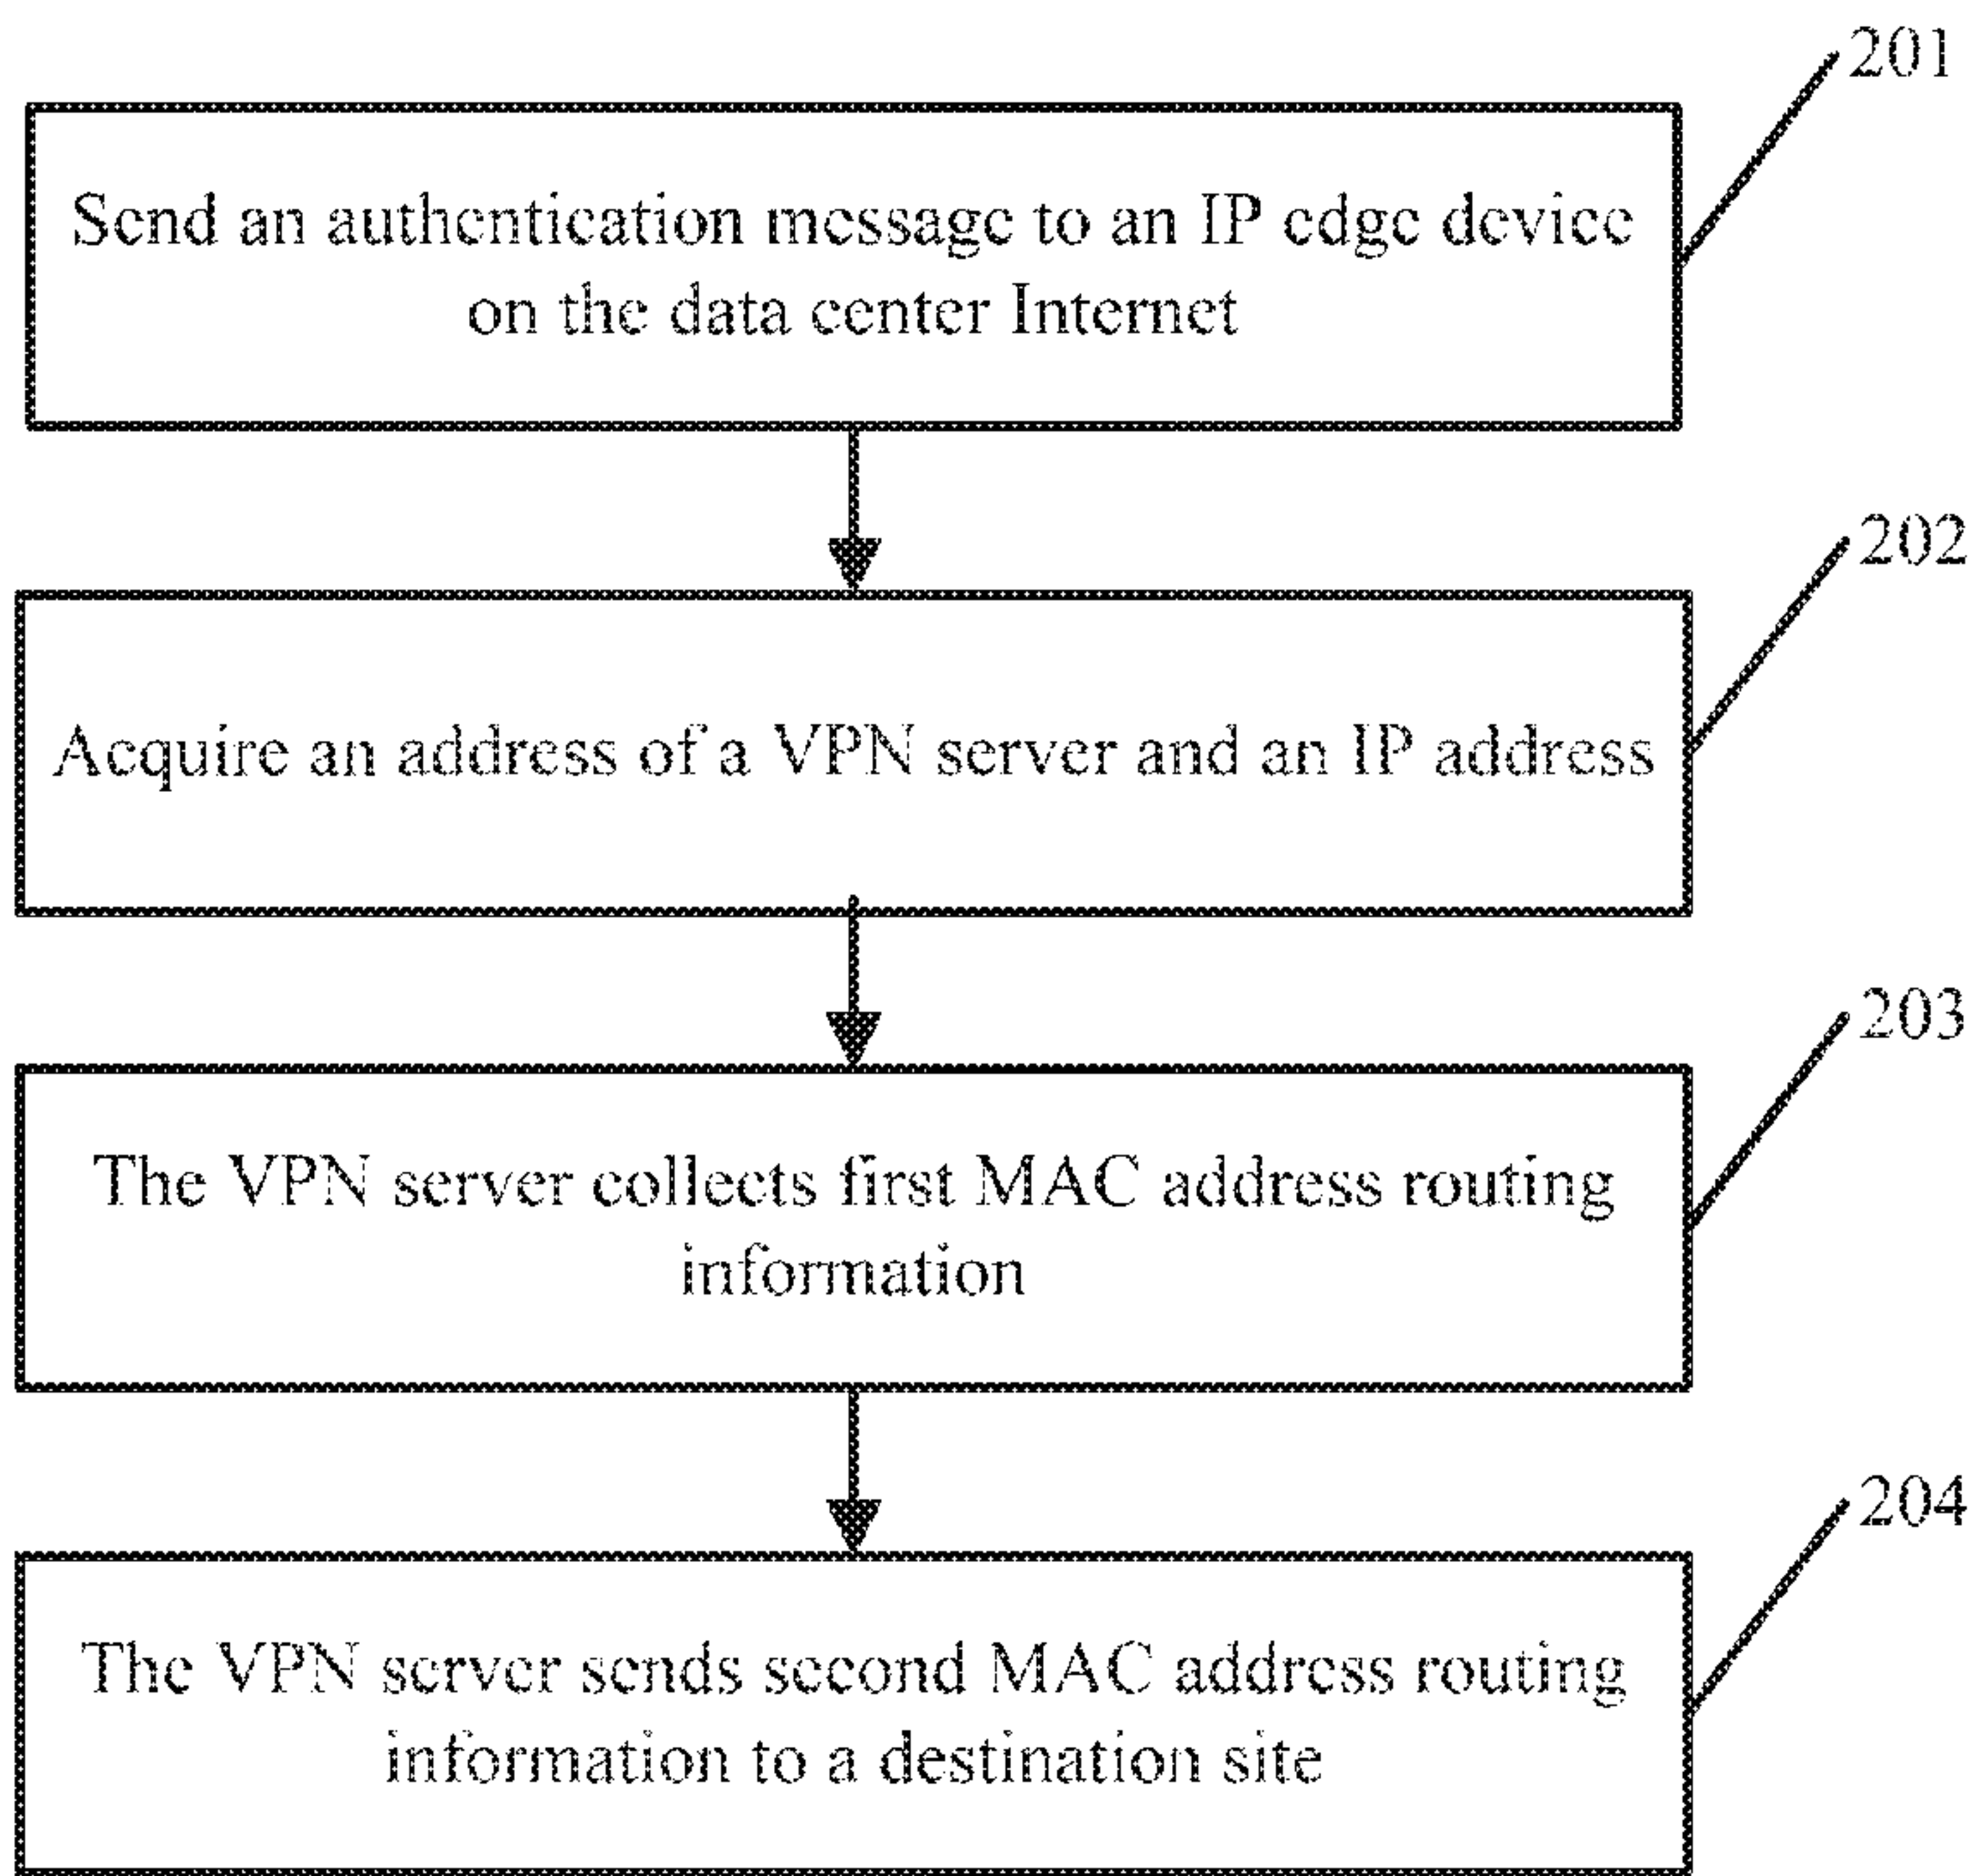 201
Send an authentication message to an IP edge device
on the data center Internet
202
Acquire an address of a VPN server and an IP address
203
The VPN server collects first MAC address routing
information
204
The VPN server sends second MAC address routing
information to a destination site